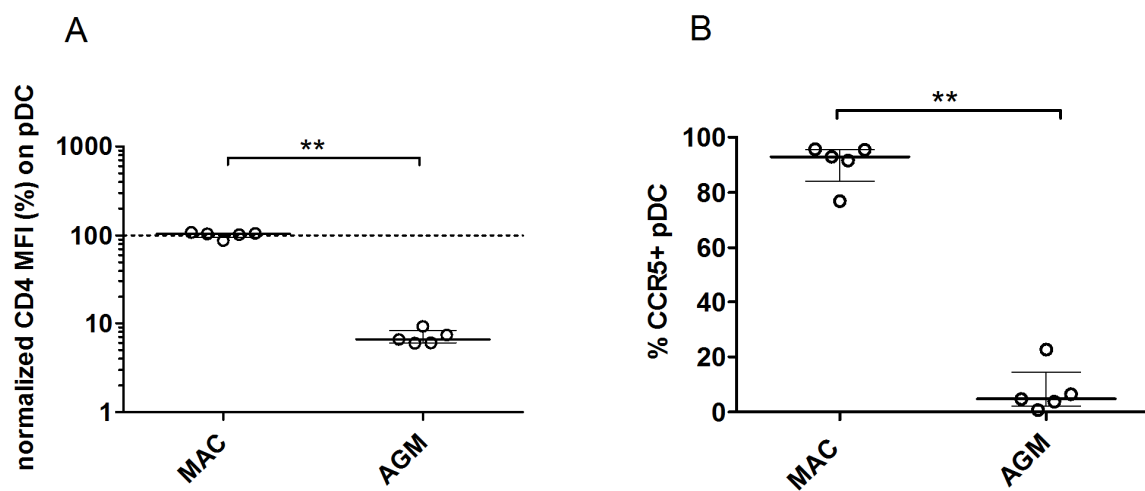 A
normalized CD4 MFI (%) on pDC
1000
100
10
1
**
MAC
AGM
B
% CCR5+ pDC
100
80
60
40
20
0
**
MAC
AGM